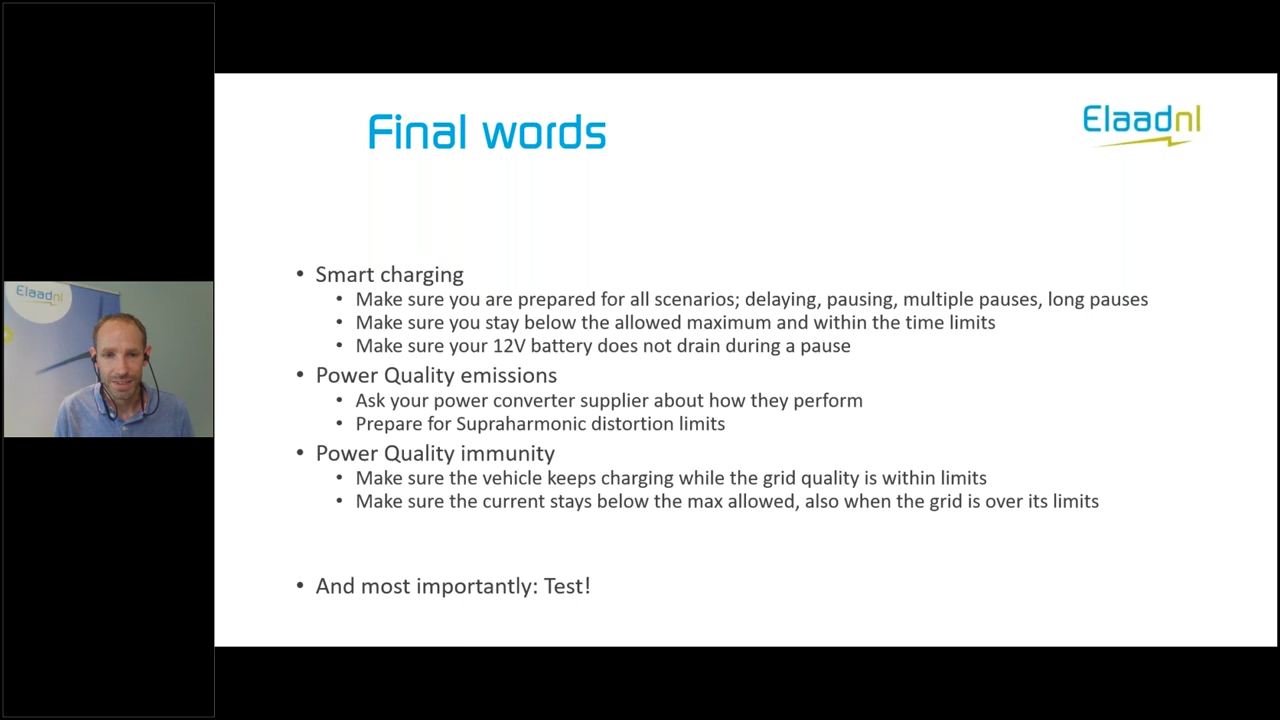 Final words
Elaadnl
• Smart charging
• Make sure you are prepared for all scenarios; delaying, pausing, multiple pauses, long pauses
• Make sure you stay below the allowed maximum and within the time limits
• Make sure your 12V battery does not drain during a pause
• Power Quality emissions
• Ask your power converter supplier about how they perform
• Prepare for Supraharmonic distortion limits
• Power Quality immunity
• Make sure the vehicle keeps charging while the grid quality is within limits
• Make sure the current stays below the max allowed, also when the grid is over its limits
• And most importantly: Test!
Elaadnl